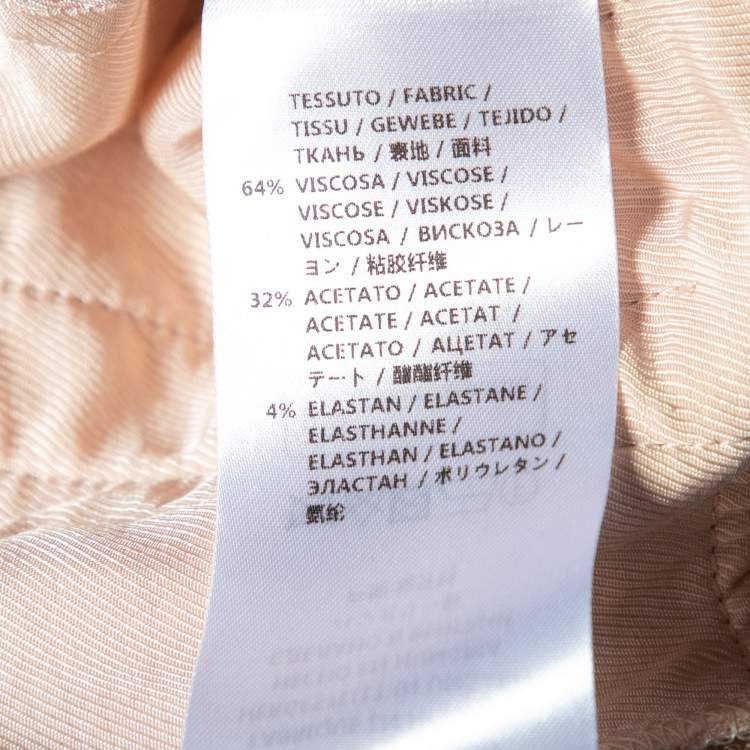 TESSUTO / FABRIC /
TISSU / GEWEBE / TEJIDO /
ТКАНЬ / 裏地 / 面料
64% VISCOSA / VISCOSE /
VISCOSE / VISKOSE /
VISCOSA / ВИСКОЗА / レー
ヨン / 粘胶纤维
32% ACETATO / ACETATE /
ACETATE / ACETAT /
ACETATO / АЦЕТАТ / アセ
テート / 醋酯纤维
4% ELASTAN / ELASTANE /
ELASTHANNE /
ELASTHAN / ELASTANO /
ЭЛАСТАН / ポリウレタン /
氨纶